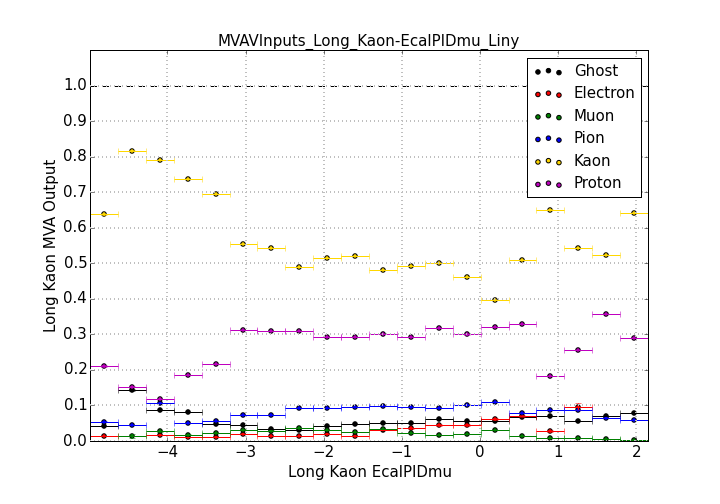 MVAVInputs_Long_Kaon-EcalPIDmu_Liny
Long Kaon MVA Output
1.0
0.9
0.8
0.7
0.6
0.5
0.4
0.3
0.2
0.1
0.0
Ghost
Electron
Muon
Pion
Kaon
Proton
−4 −3 −2 −1 0 1 2
Long Kaon EcalPIDmu